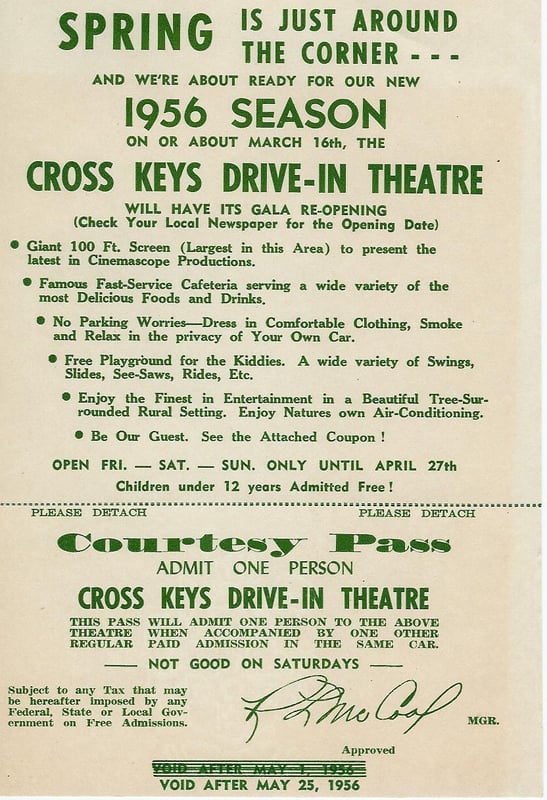 SPRING IS JUST AROUND
THE CORNER - - -
AND WE'RE ABOUT READY FOR OUR NEW
1956 SEASON
ON OR ABOUT MARCH 16th, THE
CROSS KEYS DRIVE-IN THEATRE
WILL HAVE ITS GALA RE-OPENING
(Check Your Local Newspaper for the Opening Date)
• Giant 100 Ft. Screen (Largest in this Area) to present the
latest in Cinemascope Productions.
• Famous Fast-Service Cafeteria serving a wide variety of the
most Delicious Foods and Drinks.
• No Parking Worries—Dress in Comfortable Clothing, Smoke
and Relax in the privacy of Your Own Car.
• Free Playground for the Kiddies. A wide variety of Swings,
Slides, See-Saws, Rides, Etc.
• Enjoy the Finest in Entertainment in a Beautiful Tree-Sur-
rounded Rural Setting. Enjoy Natures own Air-Conditioning.
• Be Our Guest. See the Attached Coupon !
OPEN FRI. — SAT. — SUN. ONLY UNTIL APRIL 27th
Children under 12 years Admitted Free !
PLEASE DETACH PLEASE DETACH
Courtesy Pass
ADMIT ONE PERSON
CROSS KEYS DRIVE-IN THEATRE
THIS PASS WILL ADMIT ONE PERSON TO THE ABOVE
THEATRE WHEN ACCOMPANIED BY ONE OTHER
REGULAR PAID ADMISSION IN THE SAME CAR.
—— NOT GOOD ON SATURDAYS ——
Subject to any Tax that may
be hereafter imposed by any
Federal, State or Local Gov-
ernment on Free Admissions.
R L McCool MGR.
Approved
VOID AFTER MAY 1, 1956
VOID AFTER MAY 25, 1956